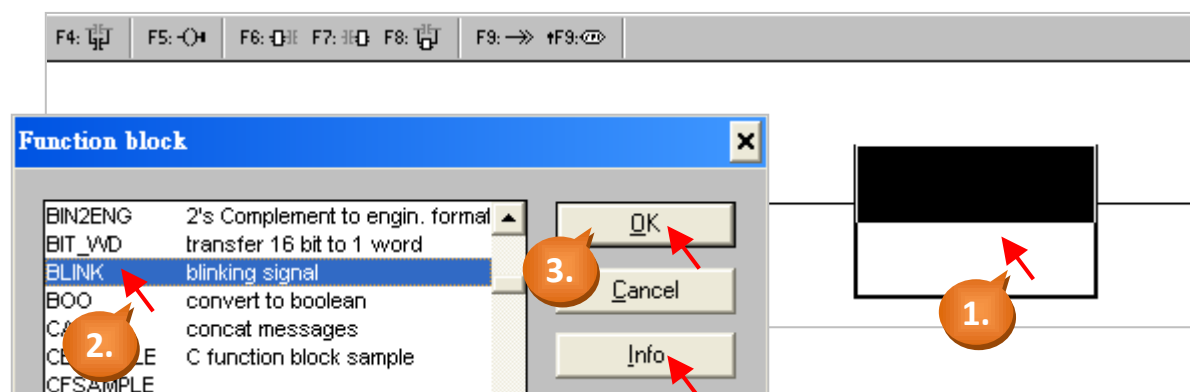 F4: F5: F6: F7: F8: F9: F9:
Function block
BIN2ENG 2's Complement to engin. format
BIT_WD transfer 16 bit to 1 word
BLINK blinking signal
BOO convert to boolean
concat messages
C function block sample
CFSAMPLE
OK
Cancel
Info
1.
2.
3.